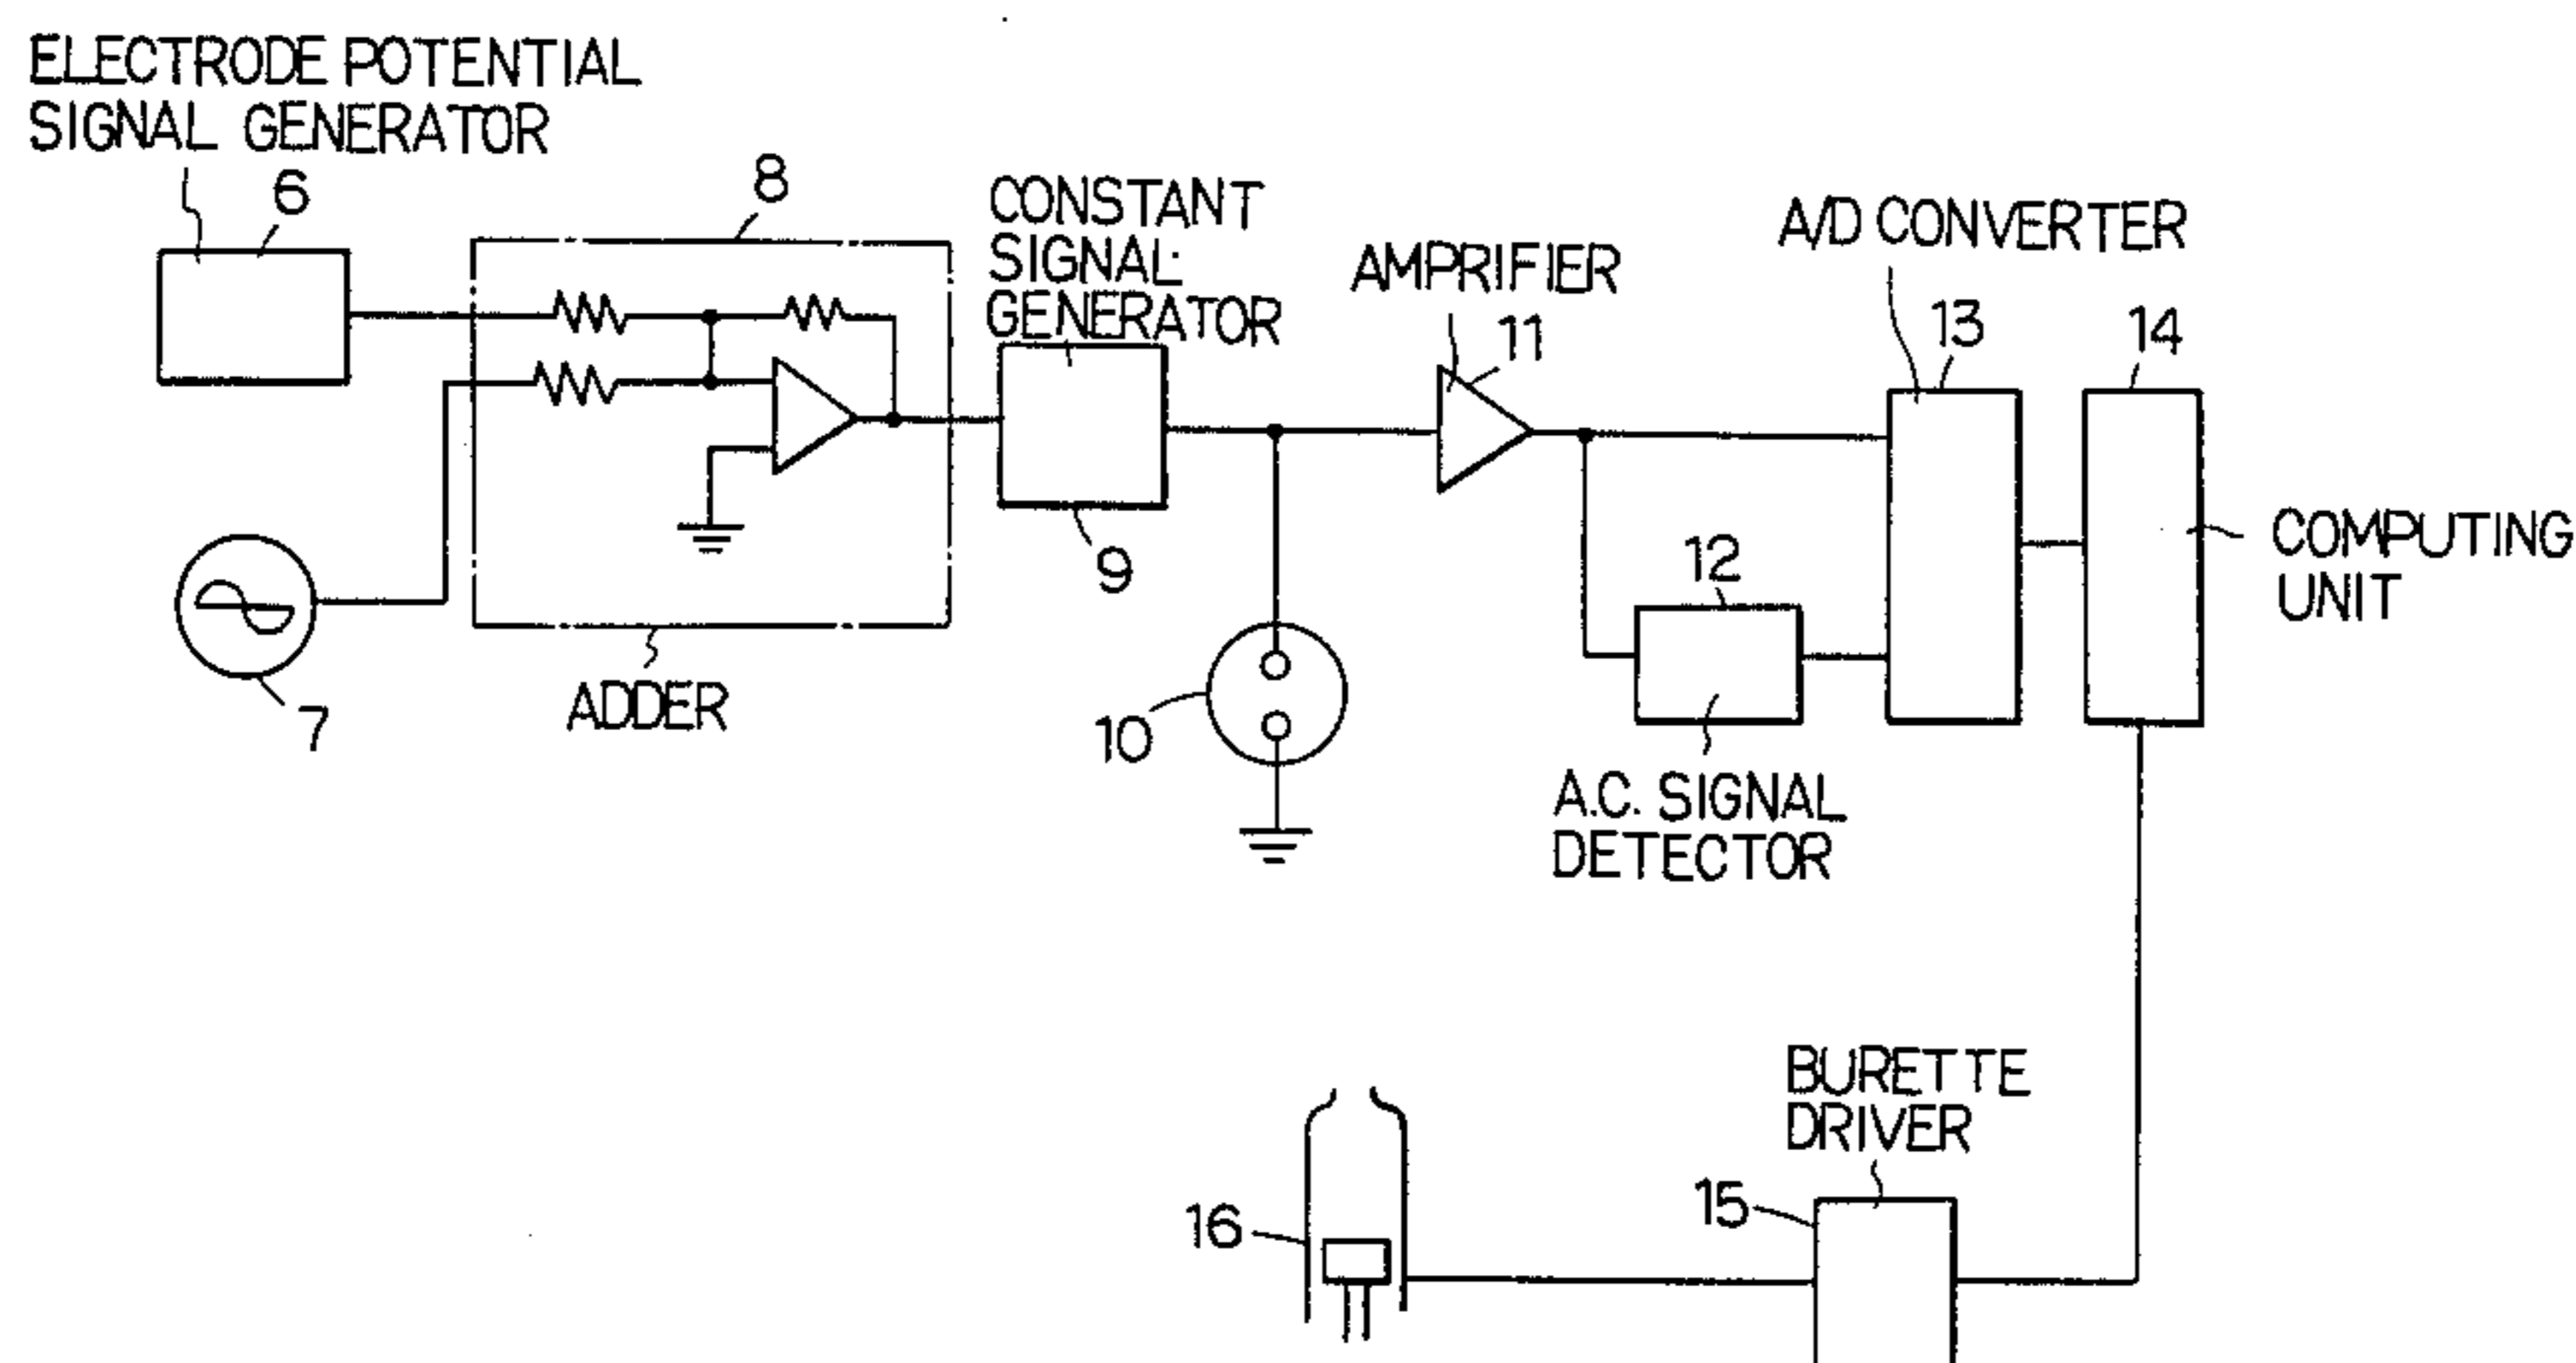 ELECTRODE POTENTIAL
SIGNAL GENERATOR
6
8
CONSTANT
SIGNAL
GENERATOR
AMPRIFIER
11
A/D CONVERTER
13
14
9
12
COMPUTING
UNIT
7
ADDER
10
A.C. SIGNAL
DETECTOR
BURETTE
DRIVER
15
16